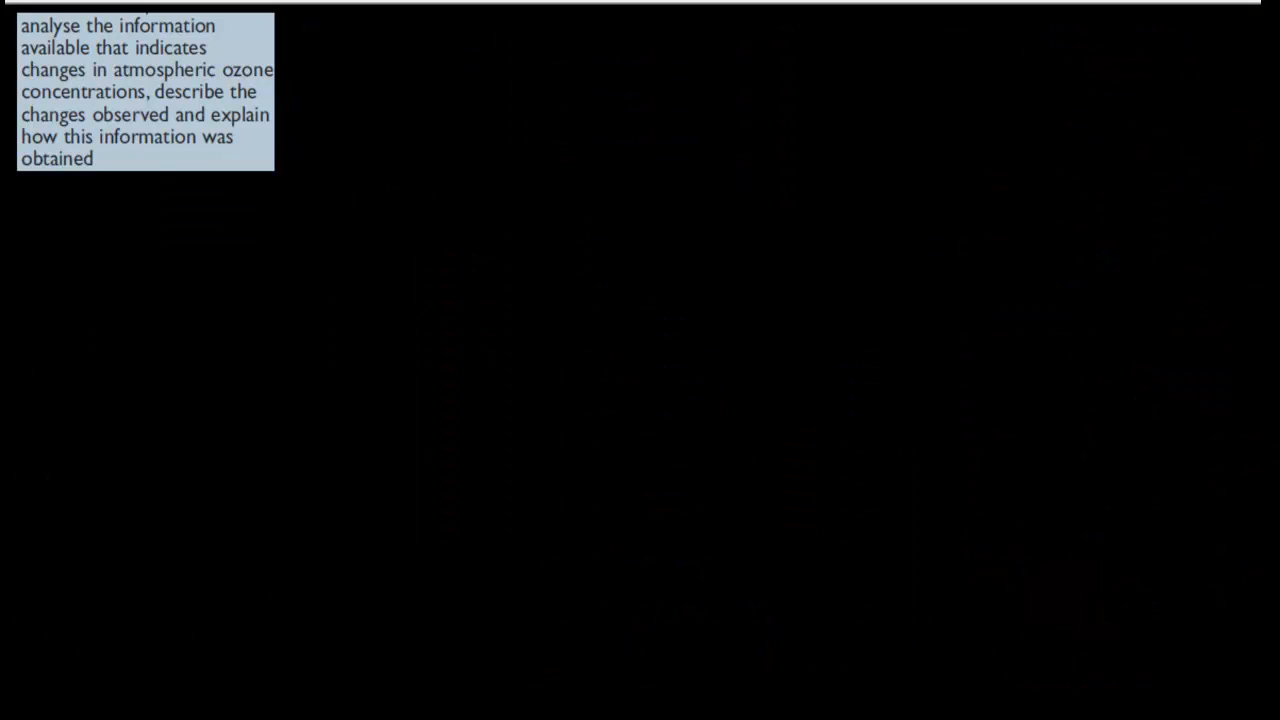 analyse the information
available that indicates
changes in atmospheric ozone
concentrations, describe the
changes observed and explain
how this information was
obtained